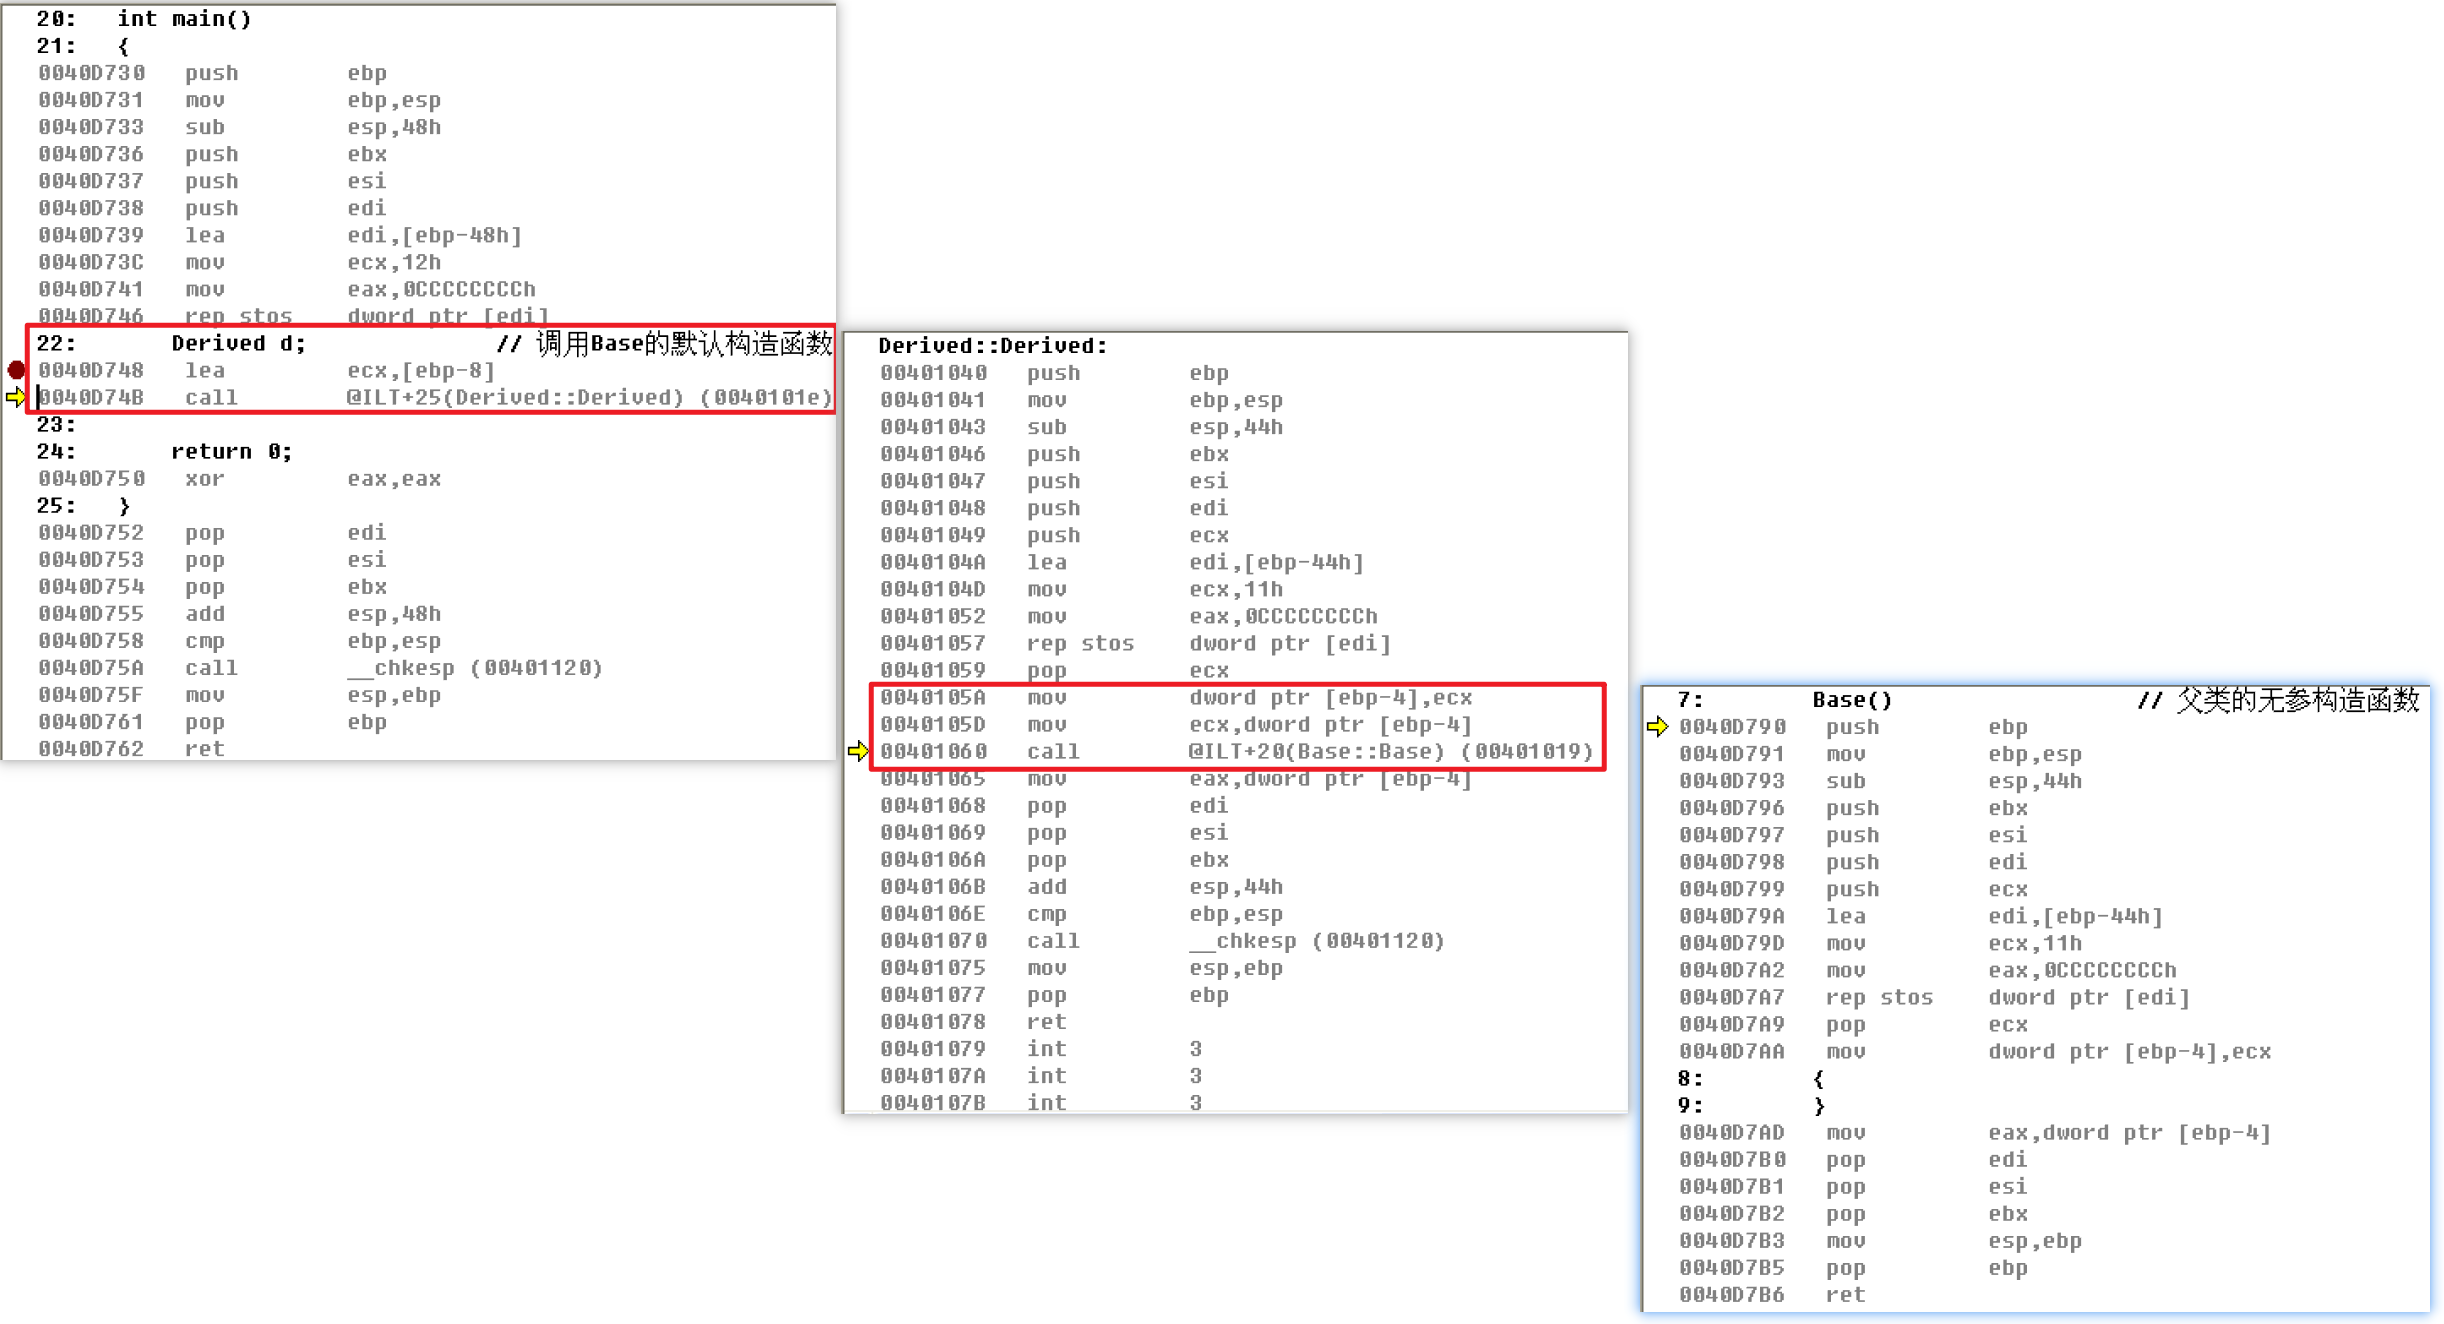 20:   int main()
21:   {
0040D730   push        ebp
0040D731   mov         ebp,esp
0040D733   sub         esp,48h
0040D736   push        ebx
0040D737   push        esi
0040D738   push        edi
0040D739   lea         edi,[ebp-48h]
0040D73C   mov         ecx,12h
0040D741   mov         eax,0CCCCCCCCh
0040D746   rep stos    dword ptr [edi]
22:       Derived d;              // 调用Base的默认构造函数
0040D748   lea         ecx,[ebp-8]
0040D74B   call        @ILT+25(Derived::Derived) (0040101e)
23:
24:       return 0;
0040D750   xor         eax,eax
25:   }
0040D752   pop         edi
0040D753   pop         esi
0040D754   pop         ebx
0040D755   add         esp,48h
0040D758   cmp         ebp,esp
0040D75A   call        __chkesp (00401120)
0040D75F   mov         esp,ebp
0040D761   pop         ebp
0040D762   ret
Derived::Derived:
00401040   push        ebp
00401041   mov         ebp,esp
00401043   sub         esp,44h
00401046   push        ebx
00401047   push        esi
00401048   push        edi
00401049   push        ecx
0040104A   lea         edi,[ebp-44h]
0040104D   mov         ecx,11h
00401052   mov         eax,0CCCCCCCCh
00401057   rep stos    dword ptr [edi]
00401059   pop         ecx
0040105A   mov         dword ptr [ebp-4],ecx
0040105D   mov         ecx,dword ptr [ebp-4]
00401060   call        @ILT+20(Base::Base) (00401019)
00401065   mov         eax,dword ptr [ebp-4]
00401068   pop         edi
00401069   pop         esi
0040106A   pop         ebx
0040106B   add         esp,44h
0040106E   cmp         ebp,esp
00401070   call        __chkesp (00401120)
00401075   mov         esp,ebp
00401077   pop         ebp
00401078   ret
00401079   int         3
0040107A   int         3
0040107B   int         3
7:        Base()                  // 父类的无参构造函数
0040D790   push        ebp
0040D791   mov         ebp,esp
0040D793   sub         esp,44h
0040D796   push        ebx
0040D797   push        esi
0040D798   push        edi
0040D799   push        ecx
0040D79A   lea         edi,[ebp-44h]
0040D79D   mov         ecx,11h
0040D7A2   mov         eax,0CCCCCCCCh
0040D7A7   rep stos    dword ptr [edi]
0040D7A9   pop         ecx
0040D7AA   mov         dword ptr [ebp-4],ecx
8:        {
9:        }
0040D7AD   mov         eax,dword ptr [ebp-4]
0040D7B0   pop         edi
0040D7B1   pop         esi
0040D7B2   pop         ebx
0040D7B3   mov         esp,ebp
0040D7B5   pop         ebp
0040D7B6   ret